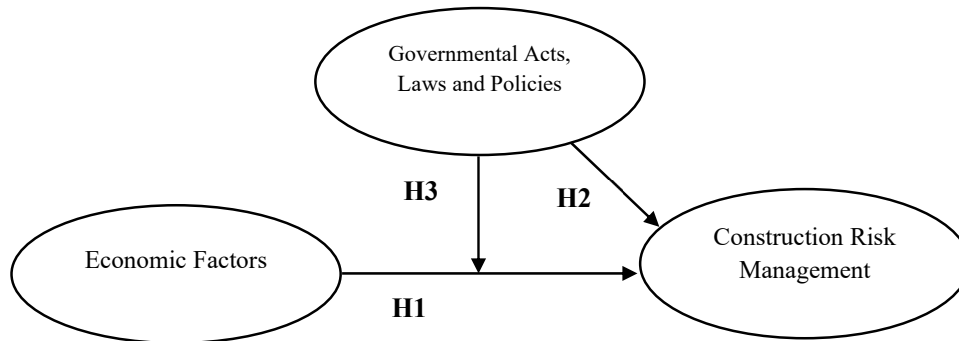 Governmental Acts,
Laws and Policies
H3
H2
Economic Factors
Construction Risk
Management
H1